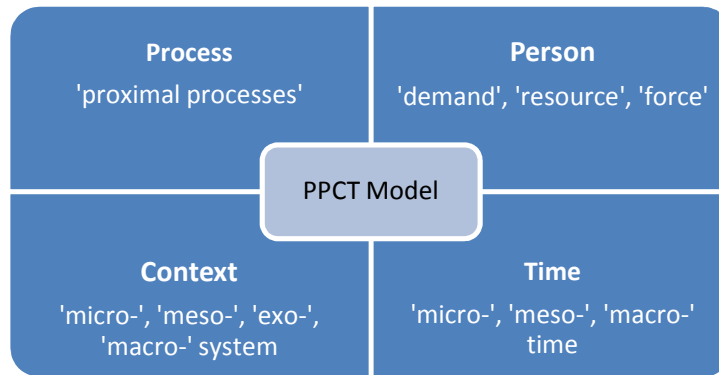 Process
'proximal processes'
Person
'demand', 'resource', 'force'
PPCT Model
Context
'micro-', 'meso-', 'exo-',
'macro-' system
Time
'micro-', 'meso-', 'macro-'
time